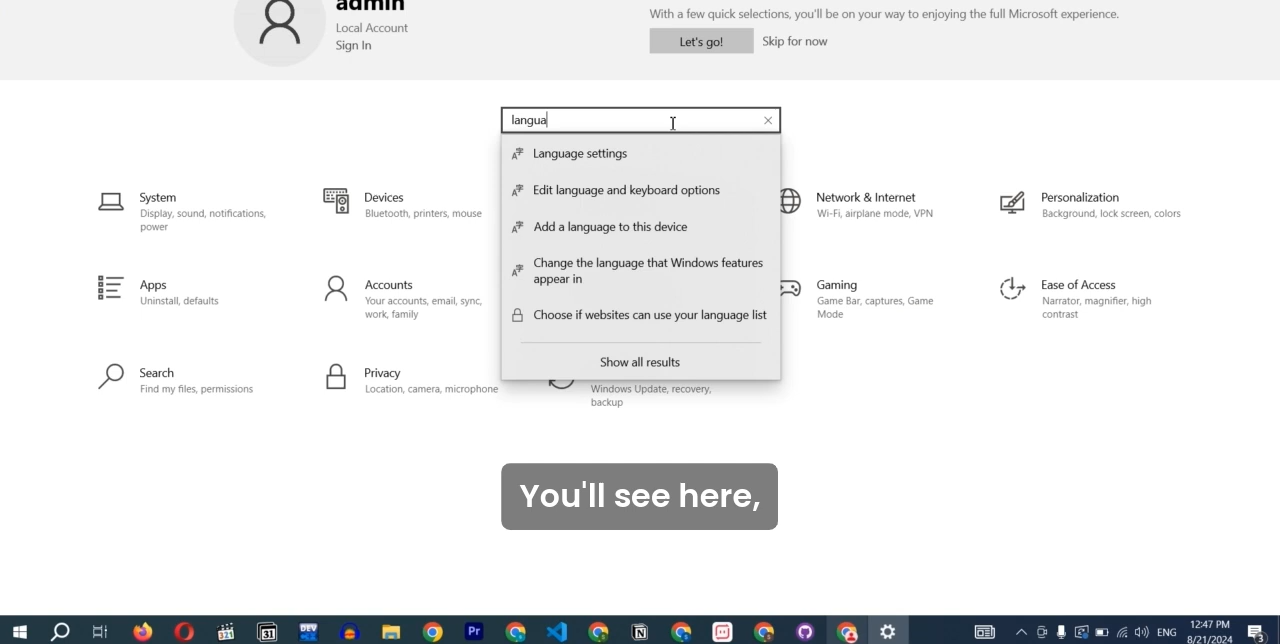 admin
Local Account
Sign In
With a few quick selections, you'll be on your way to enjoying the full Microsoft experience.
Let's go!
Skip for now
langua
Language settings
Edit language and keyboard options
Add a language to this device
Change the language that Windows features
appear in
Choose if websites can use your language list
Show all results
System
Display, sound, notifications,
power
Devices
Bluetooth, printers, mouse
Network & Internet
Wi-Fi, airplane mode, VPN
Personalization
Background, lock screen, colors
Apps
Uninstall, defaults
Accounts
Your accounts, email, sync,
work, family
Gaming
Game Bar, captures, Game
Mode
Ease of Access
Narrator, magnifier, high
contrast
Search
Find my files, permissions
Privacy
Location, camera, microphone
Windows Update, recovery,
backup
You'll see here,
321
31
DEV
Pr
ENG
12:47 PM
8/21/2024
3